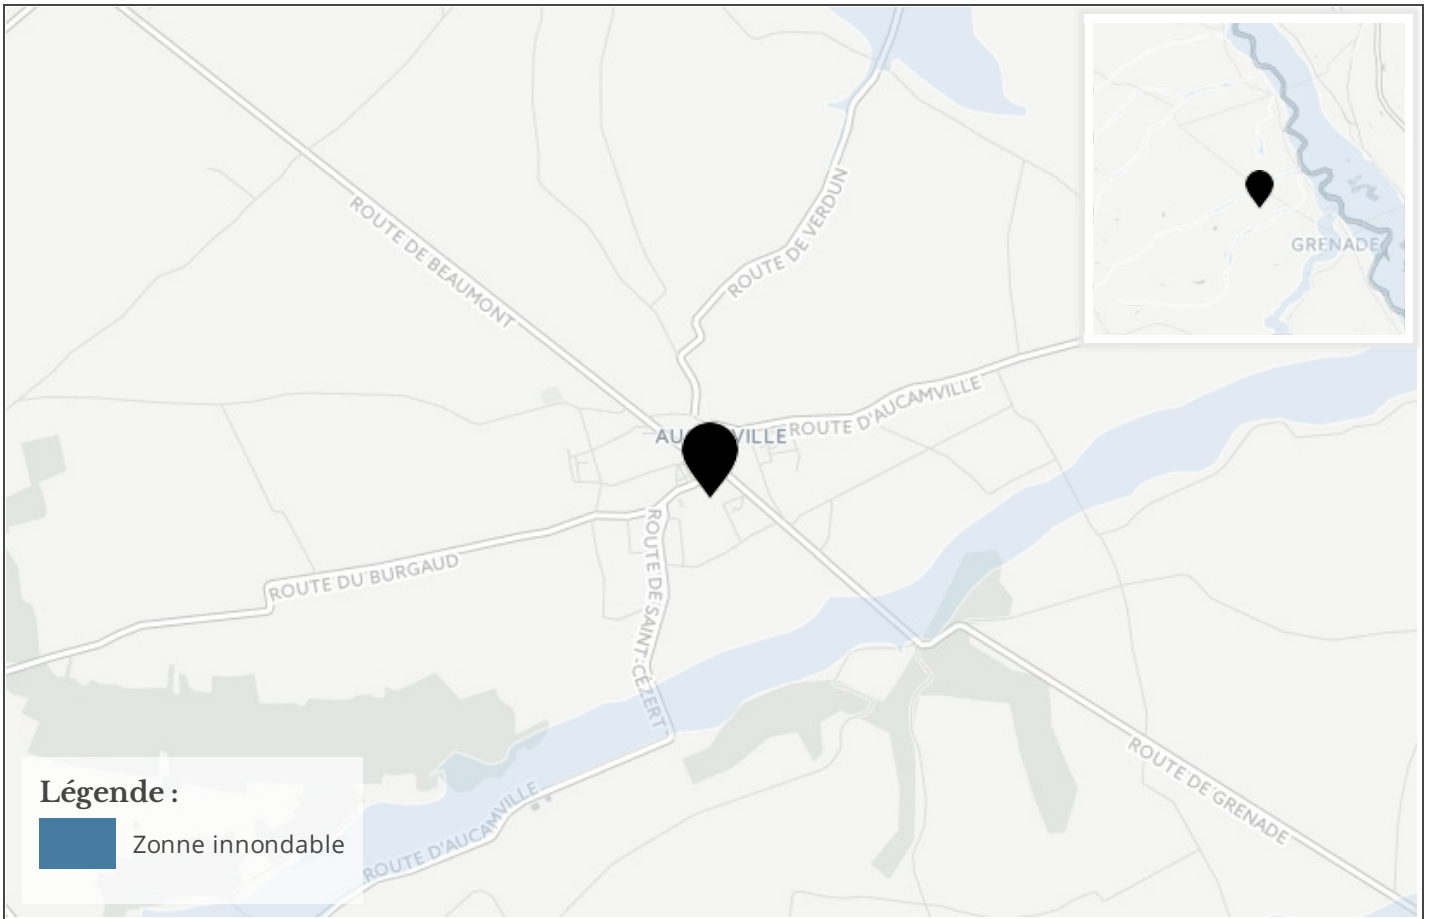 ROUTE DE BEAUMONT
ROUTE DE VERDUN
GRENADE
ROUTE D'AUCAMVILLE
AU VILLE
ROUTE DU BURGAUD
ROUTE DE SAINT-CÉZERT
ROUTE D'AUCAMVILLE
ROUTE DE GRENADE
Légende :
Zonne innondable